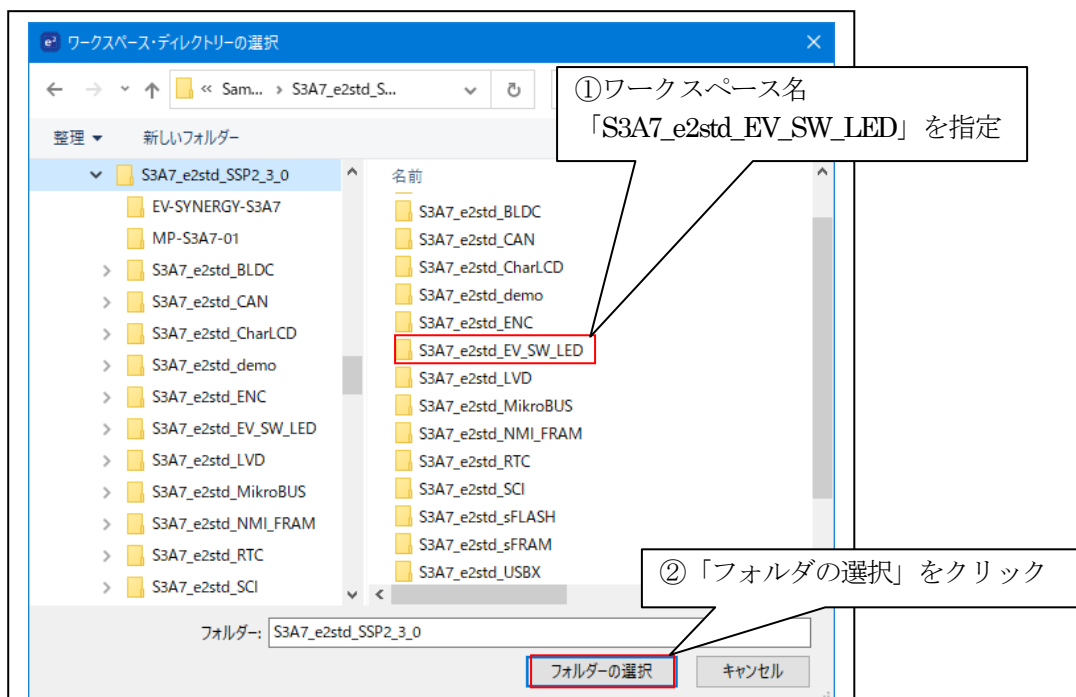 e²
ワークスペース・ディレクトリーの選択
« Sam... › S3A7_e2std_S...
①ワークスペース名
「S3A7_e2std_EV_SW_LED」を指定
整理
新しいフォルダー
S3A7_e2std_SSP2_3_0
EV-SYNERGY-S3A7
MP-S3A7-01
S3A7_e2std_BLDC
S3A7_e2std_CAN
S3A7_e2std_CharLCD
S3A7_e2std_demo
S3A7_e2std_ENC
S3A7_e2std_EV_SW_LED
S3A7_e2std_LVD
S3A7_e2std_MikroBUS
S3A7_e2std_NMI_FRAM
S3A7_e2std_RTC
S3A7_e2std_SCI
名前
S3A7_e2std_BLDC
S3A7_e2std_CAN
S3A7_e2std_CharLCD
S3A7_e2std_demo
S3A7_e2std_ENC
S3A7_e2std_EV_SW_LED
S3A7_e2std_LVD
S3A7_e2std_MikroBUS
S3A7_e2std_NMI_FRAM
S3A7_e2std_RTC
S3A7_e2std_SCI
S3A7_e2std_sFLASH
S3A7_e2std_sFRAM
S3A7_e2std_USBX
②「フォルダの選択」をクリック
フォルダー: S3A7_e2std_SSP2_3_0
フォルダーの選択
キャンセル